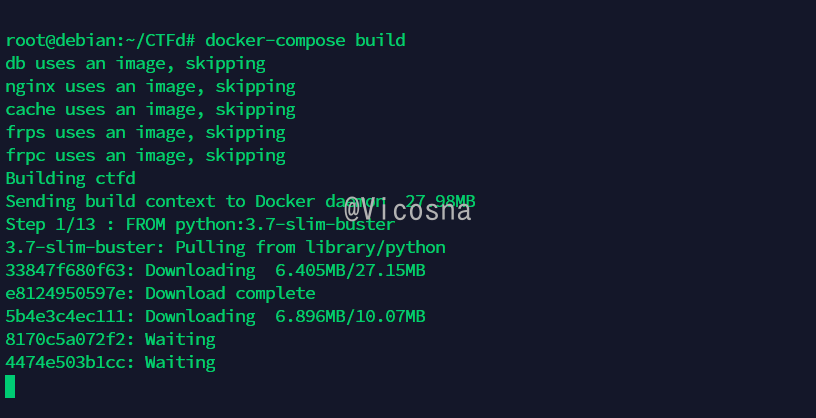 root@debian:~/CTFd# docker-compose build
db uses an image, skipping
nginx uses an image, skipping
cache uses an image, skipping
frps uses an image, skipping
frpc uses an image, skipping
Building ctfd
Sending build context to Docker daemon  27.98MB
@Vicosna
Step 1/13 : FROM python:3.7-slim-buster
3.7-slim-buster: Pulling from library/python
33847f680f63: Downloading  6.405MB/27.15MB
e8124950597e: Download complete
5b4e3c4ec111: Downloading  6.896MB/10.07MB
8170c5a072f2: Waiting
4474e503b1cc: Waiting